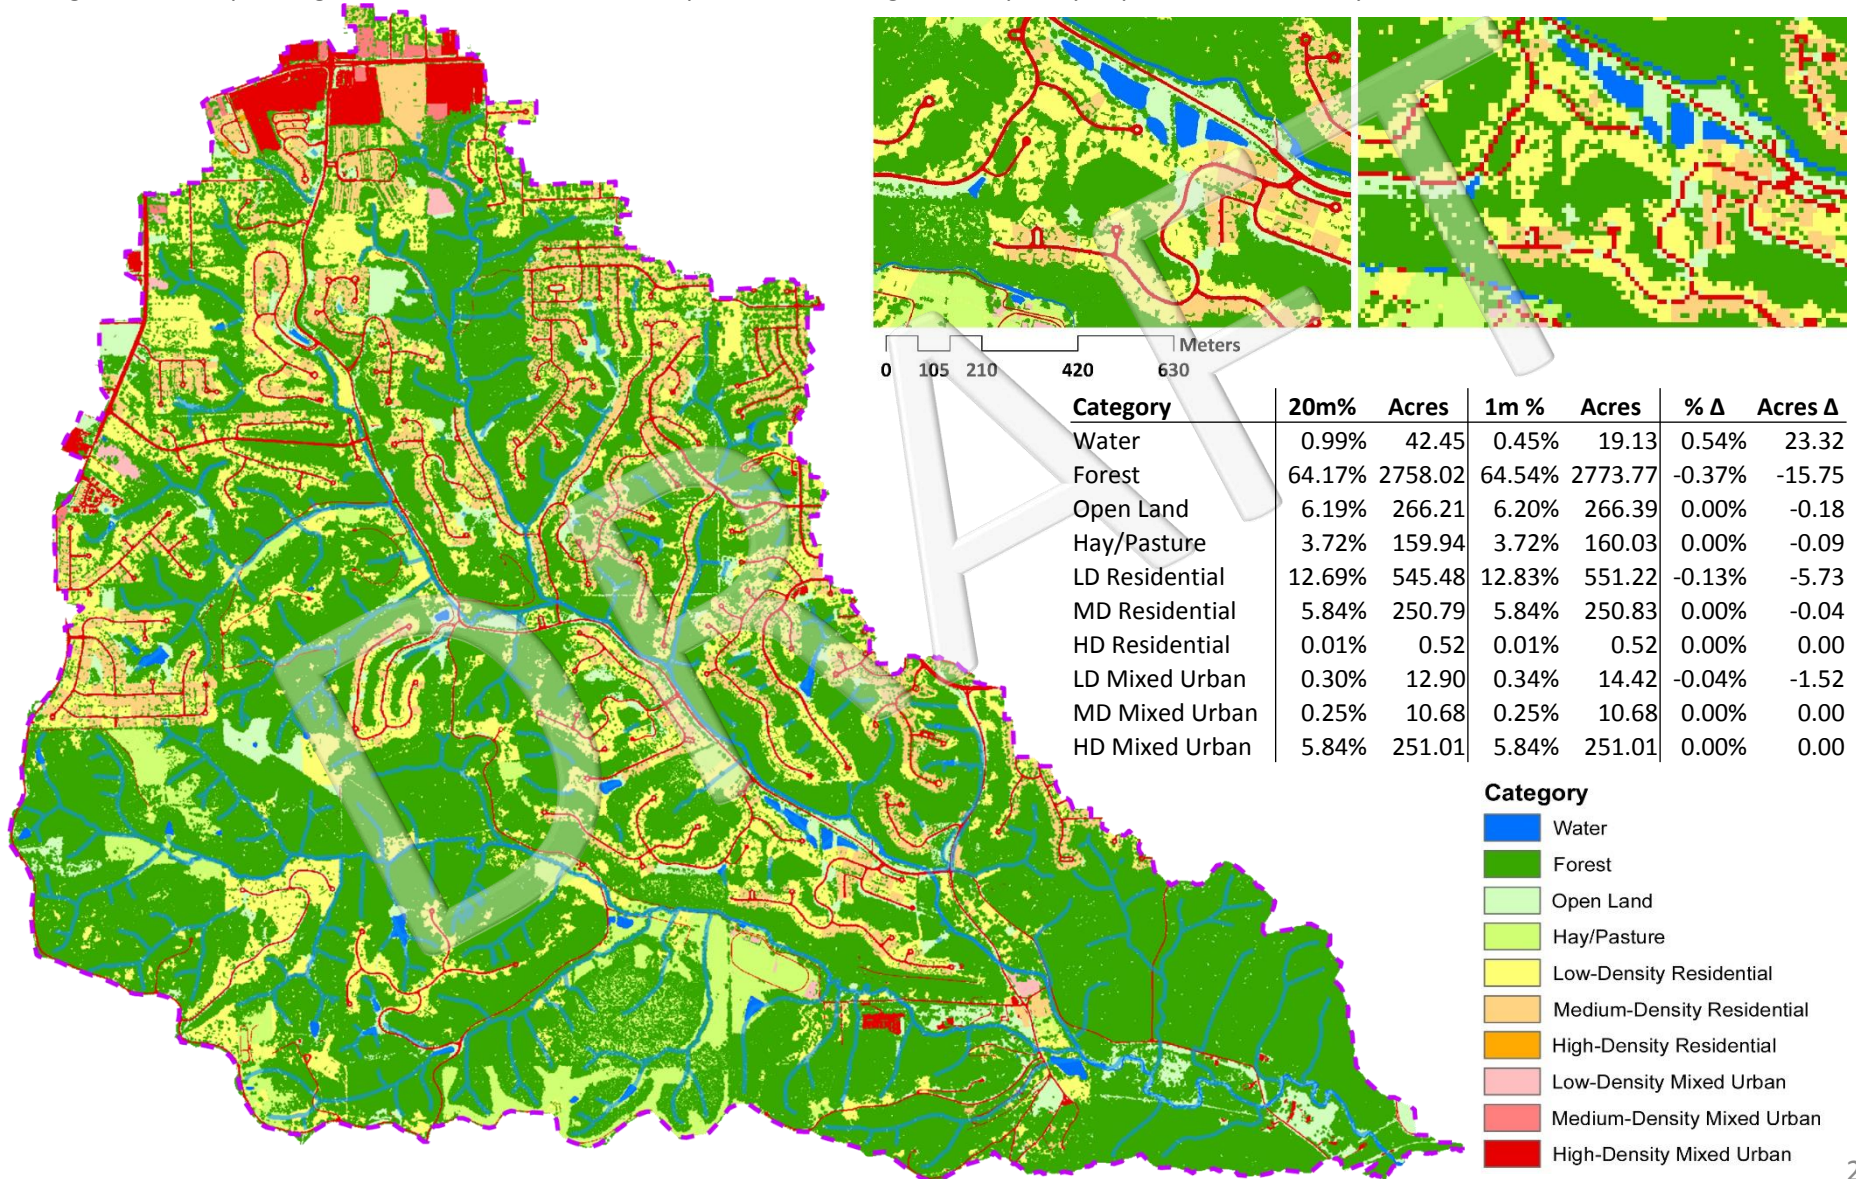 Meters
0 105 210 420 630
Category 20m% Acres 1m % Acres % Δ Acres Δ
Water 0.99% 42.45 0.45% 19.13 0.54% 23.32
Forest 64.17% 2758.02 64.54% 2773.77 -0.37% -15.75
Open Land 6.19% 266.21 6.20% 266.39 0.00% -0.18
Hay/Pasture 3.72% 159.94 3.72% 160.03 0.00% -0.09
LD Residential 12.69% 545.48 12.83% 551.22 -0.13% -5.73
MD Residential 5.84% 250.79 5.84% 250.83 0.00% -0.04
HD Residential 0.01% 0.52 0.01% 0.52 0.00% 0.00
LD Mixed Urban 0.30% 12.90 0.34% 14.42 -0.04% -1.52
MD Mixed Urban 0.25% 10.68 0.25% 10.68 0.00% 0.00
HD Mixed Urban 5.84% 251.01 5.84% 251.01 0.00% 0.00
DRAFT
Category
Water
Forest
Open Land
Hay/Pasture
Low-Density Residential
Medium-Density Residential
High-Density Residential
Low-Density Mixed Urban
Medium-Density Mixed Urban
High-Density Mixed Urban
2